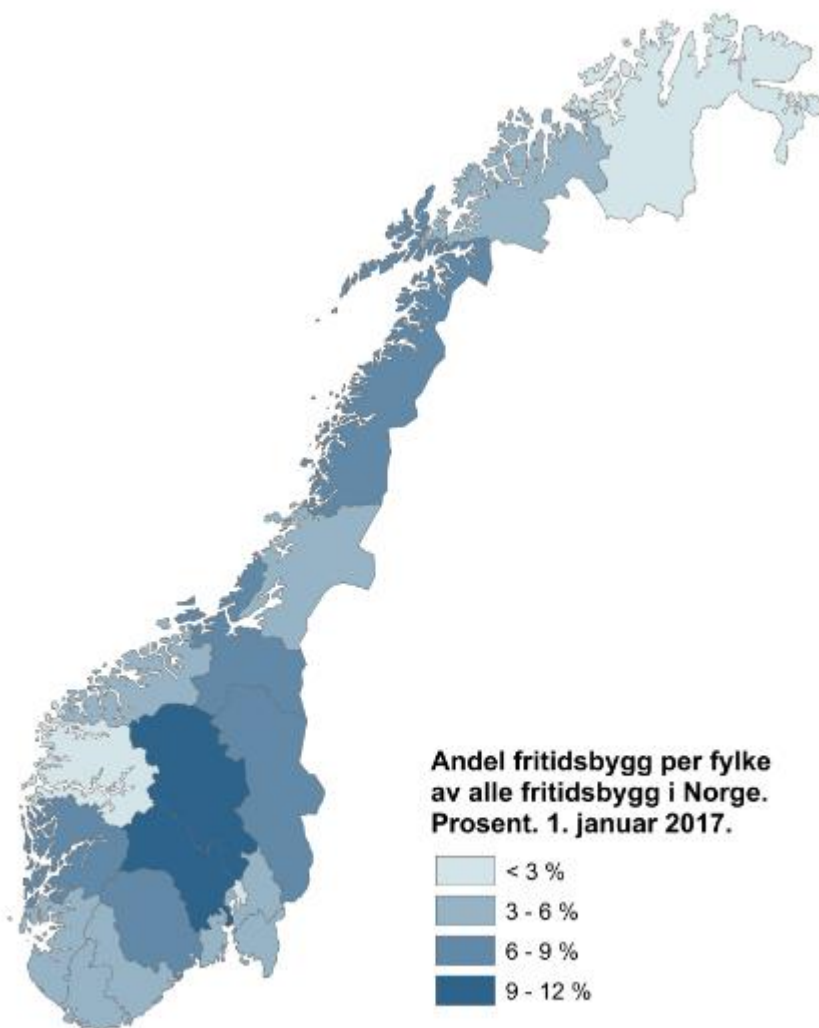 Andel fritidsbygg per fylke
av alle fritidsbygg i Norge.
Prosent. 1. januar 2017.
< 3 %
3 - 6 %
6 - 9 %
9 - 12 %